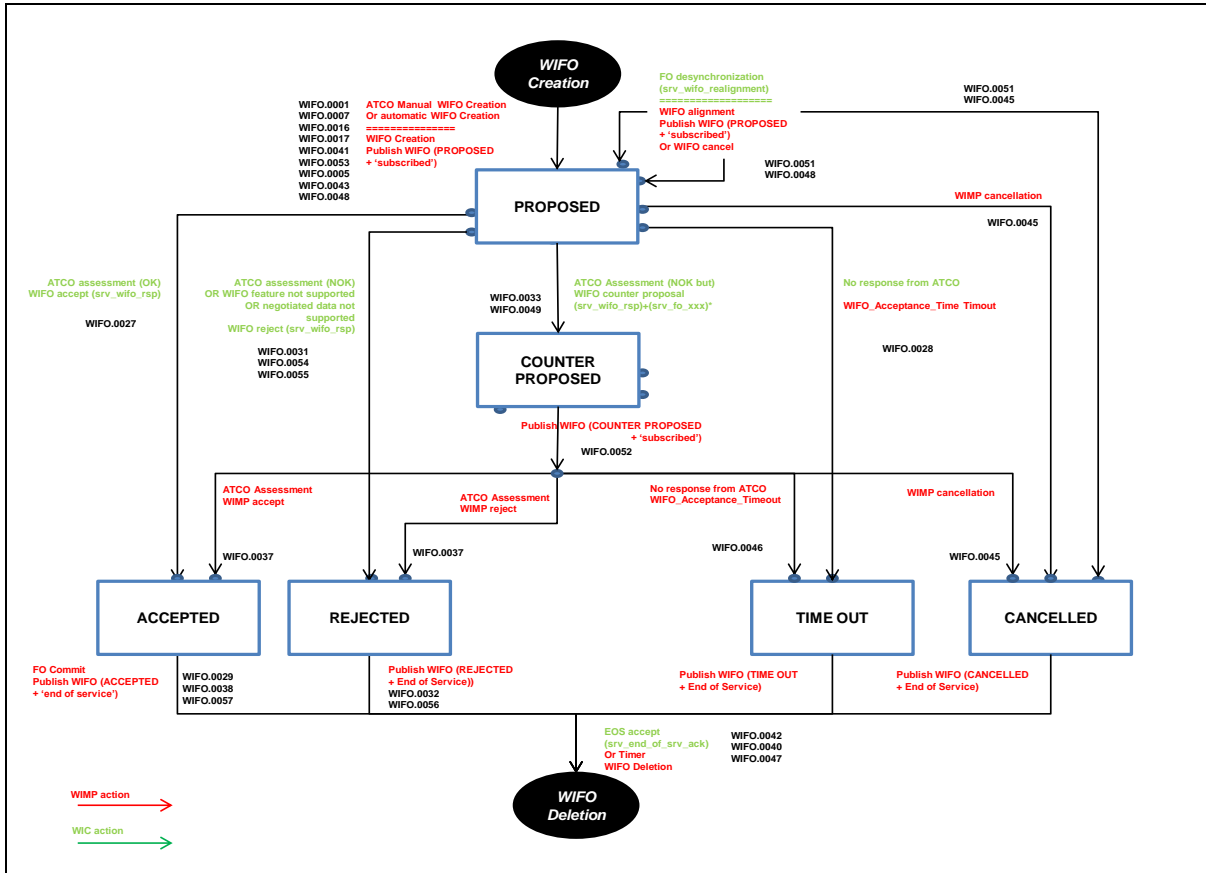 WIFO
Creation
WIFO.0001
WIFO.0007
WIFO.0016
WIFO.0017
WIFO.0041
WIFO.0053
WIFO.0005
WIFO.0043
WIFO.0048
ATCO Manual WIFO Creation
Or automatic WIFO Creation
===============
WIFO Creation
Publish WIFO (PROPOSED
+ 'subscribed')
FO desynchronization
(srv_wifo_realignment)
===================
WIFO alignment
Publish WIFO (PROPOSED
+ 'subscribed')
Or WIFO cancel
WIFO.0051
WIFO.0045
WIFO.0051
WIFO.0048
PROPOSED
WIMP cancellation
WIFO.0045
ATCO assessment (OK)
WIFO accept (srv_wifo_rsp)
WIFO.0027
ATCO assessment (NOK)
OR WIFO feature not supported
OR negotiated data not
supported
WIFO reject (srv_wifo_rsp)
WIFO.0031
WIFO.0054
WIFO.0055
WIFO.0033
WIFO.0049
ATCO Assessment (NOK but)
WIFO counter proposal
(srv_wifo_rsp)+(srv_fo_xxx)*
No response from ATCO
WIFO_Acceptance_Time Timout
WIFO.0028
COUNTER
PROPOSED
Publish WIFO (COUNTER PROPOSED
+ 'subscribed')
WIFO.0052
ATCO Assessment
WIMP accept
ATCO Assessment
WIMP reject
No response from ATCO
WIFO_Acceptance_Timeout
WIMP cancellation
WIFO.0037
WIFO.0037
WIFO.0046
WIFO.0045
ACCEPTED
REJECTED
TIME OUT
CANCELLED
FO Commit
Publish WIFO (ACCEPTED
+ 'end of service')
WIFO.0029
WIFO.0038
WIFO.0057
Publish WIFO (REJECTED
+ End of Service))
WIFO.0032
WIFO.0056
Publish WIFO (TIME OUT
+ End of Service)
Publish WIFO (CANCELLED
+ End of Service)
EOS accept
(srv_end_of_srv_ack)
Or Timer
WIFO Deletion
WIFO.0042
WIFO.0040
WIFO.0047
WIFO
Deletion
WIMP action
WIC action